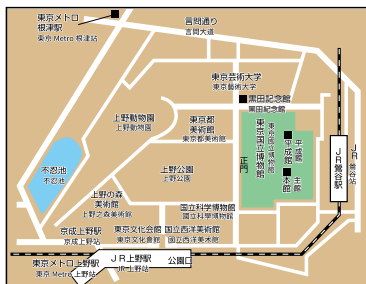 東京メトロ
根津駅
東京 Metro 根津站
言問通り
言問大道
東京芸術大学
東京藝術大學
黒田記念館
黒田紀念館
上野動物園
上野動物園
東京都
美術館
東京都美術館
東京国立博物館
東京國立博物館
平成館
平成館
本館
主館
正門
JR鶯谷駅
JR鶯谷站
不忍池
不忍池
上野公園
上野公園
上野の森
美術館
上野之森美術館
国立科学博物館
國立科學博物館
京成上野駅
京成上野站
東京文化会館
東京文化會館
国立西洋美術館
國立西洋美術館
JR上野駅
JR上野站
公園口
東京メトロ上野駅
東京 Metro 上野站